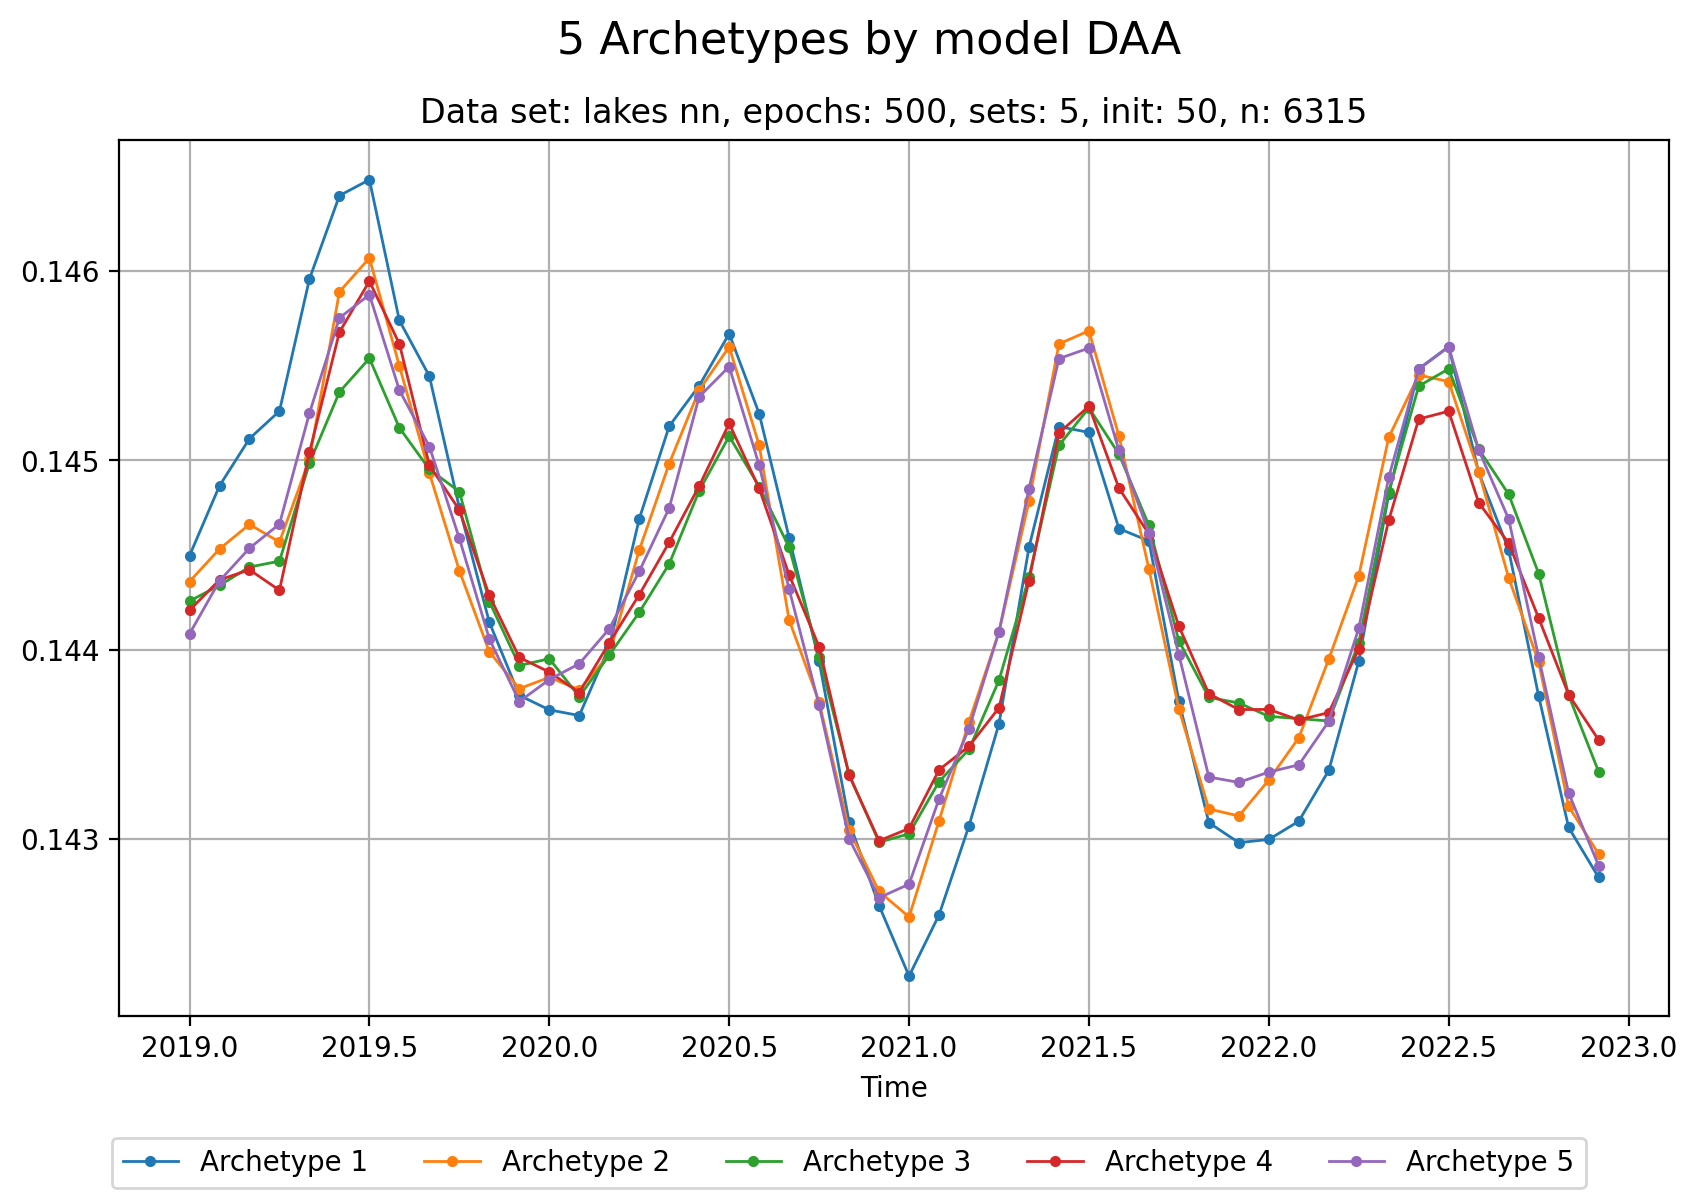 5 Archetypes by model DAA
Data set: lakes nn, epochs: 500, sets: 5, init: 50, n: 6315
0.146
0.145
0.144
0.143
2019.0 2019.5 2020.0 2020.5 2021.0 2021.5 2022.0 2022.5 2023.0
Time
Archetype 1 Archetype 2 Archetype 3 Archetype 4 Archetype 5